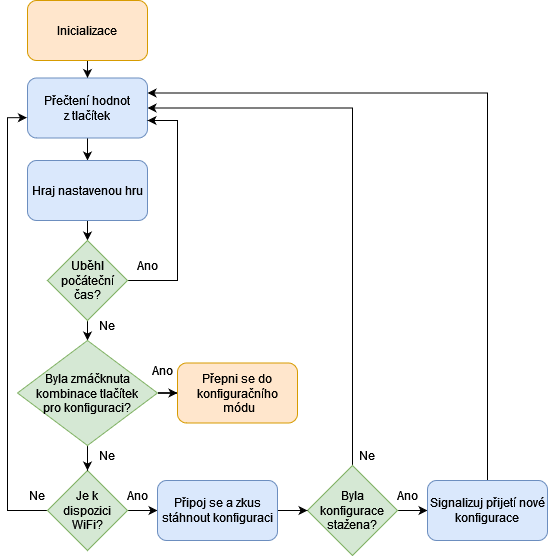 Inicializace
Přečtení hodnot
z tlačítek
Hraj nastavenou hru
Uběhl
počáteční
čas?
Ano
Ne
Byla zmáčknuta
kombinace tlačítek
pro konfiguraci?
Ano
Přepni se do
konfiguračního
módu
Ne
Je k
dispozici
WiFi?
Ne
Ano
Připoj se a zkus
stáhnout konfiguraci
Byla
konfigurace
stažena?
Ne
Ano
Signalizuj přijetí nové
konfigurace